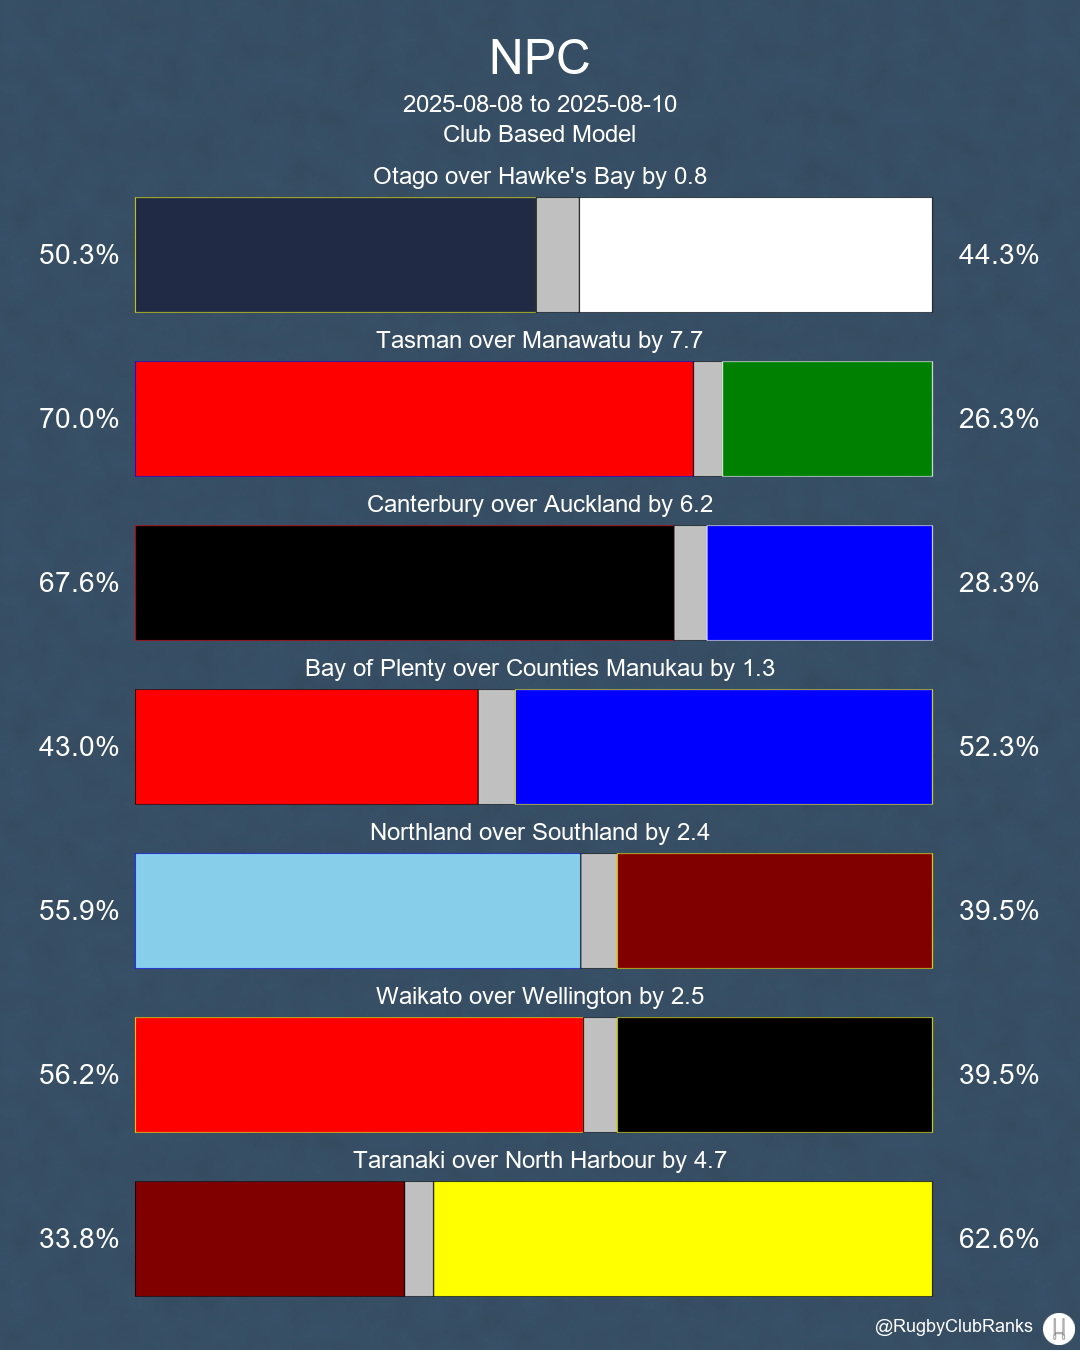 NPC
2025-08-08 to 2025-08-10
Club Based Model
Otago over Hawke's Bay by 0.8
50.3% 44.3%
Tasman over Manawatu by 7.7
70.0% 26.3%
Canterbury over Auckland by 6.2
67.6% 28.3%
Bay of Plenty over Counties Manukau by 1.3
43.0% 52.3%
Northland over Southland by 2.4
55.9% 39.5%
Waikato over Wellington by 2.5
56.2% 39.5%
Taranaki over North Harbour by 4.7
33.8% 62.6%
@RugbyClubRanks